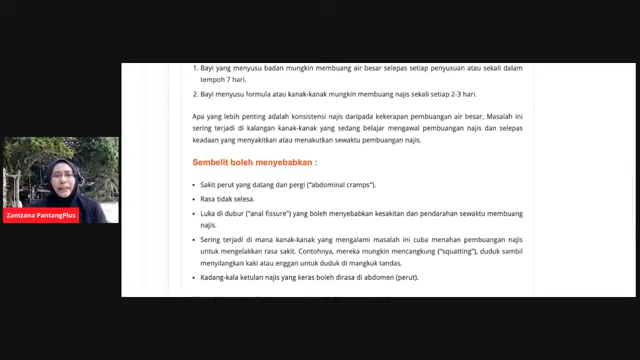 1. Bayi yang menyusu badan mungkin membuang air besar selepas setiap penyusuan atau sekali dalam
tempoh 7 hari.
2. Bayi menyusu formula atau kanak-kanak mungkin membuang najis sekali setiap 2-3 hari.
Apa yang lebih penting adalah konsistensi najis daripada kekerapan pembuangan air besar. Masalah ini
sering terjadi di kalangan kanak-kanak yang sedang belajar mengawal pembuangan najis dan selepas
keadaan yang menyakitkan atau menakutkan sewaktu pembuangan najis.
Sembelit boleh menyebabkan :
• Sakit perut yang datang dan pergi (“abdominal cramps”).
• Rasa tidak selesa.
• Luka di dubur (“anal fissure”) yang boleh menyebabkan kesakitan dan pendarahan sewaktu membuang
najis.
• Sering terjadi di mana kanak-kanak yang mengalami masalah ini cuba menahan pembuangan najis
untuk mengelakkan rasa sakit. Contohnya, mereka mungkin mencangkung (“squatting”), duduk sambil
menyilangkan kaki atau enggan untuk duduk di mangkuk tandas.
• Kadang-kala ketulan najis yang keras boleh dirasa di abdomen (perut).
Zamzana PantangPlus